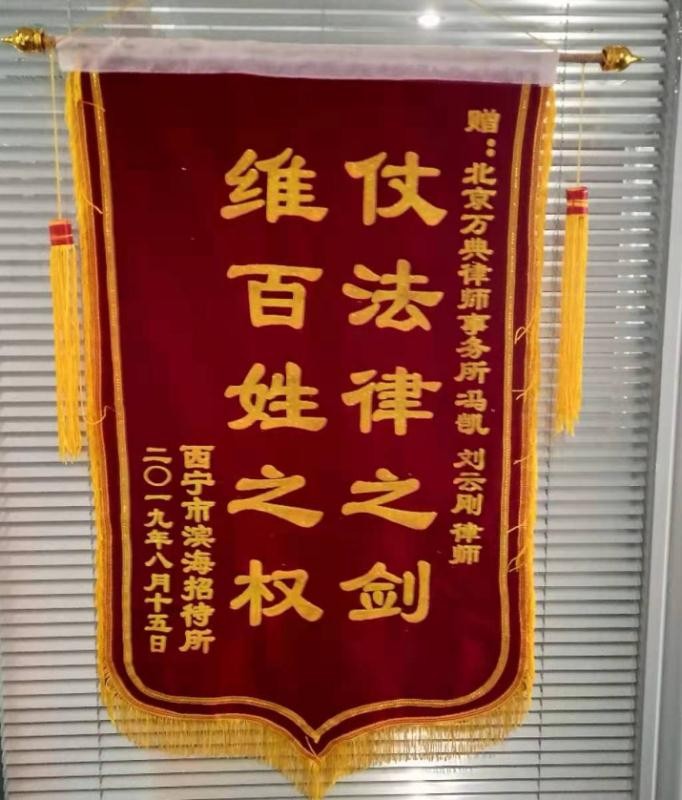 赠：北京万典律师事务所冯凯 刘云刚 律师
仗法律之剑
维百姓之权
西宁市滨海招待所
二〇一九年八月十五日